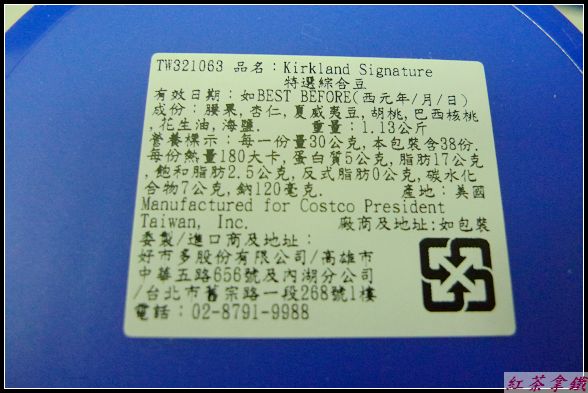 TW321063 品名：Kirkland Signature
特選綜合豆
有效日期：如BEST BEFORE(西元年/月/日)
成份：腰果,杏仁,夏威夷豆,胡桃,巴西核桃
,花生油,海鹽. 重量：1.13公斤
營養標示：每一份量30公克,本包裝含38份.
每份熱量180大卡,蛋白質5公克,脂肪17公克
,飽和脂肪2.5公克,反式脂肪0公克,碳水化
合物7公克,鈉120毫克. 產地：美國
Manufactured for Costco President
Taiwan, Inc. 廠商及地址:如包裝
委製/進口商及地址：
好市多股份有限公司/高雄市
中華五路656號及內湖分公司
/台北市舊宗路一段268號1樓
電話：02-8791-9988
紅茶拿鐵